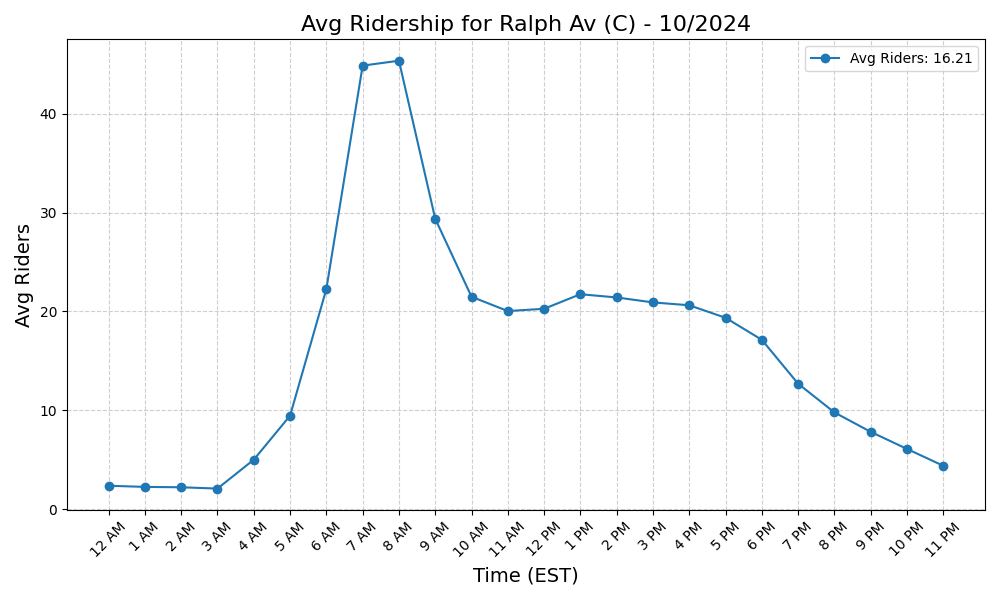 Avg Ridership for Ralph Av (C) - 10/2024
Avg Riders: 16.21
Avg Riders
40
30
20
10
0
12 AM
1 AM
2 AM
3 AM
4 AM
5 AM
6 AM
7 AM
8 AM
9 AM
10 AM
11 AM
12 PM
1 PM
2 PM
3 PM
4 PM
5 PM
6 PM
7 PM
8 PM
9 PM
10 PM
11 PM
Time (EST)